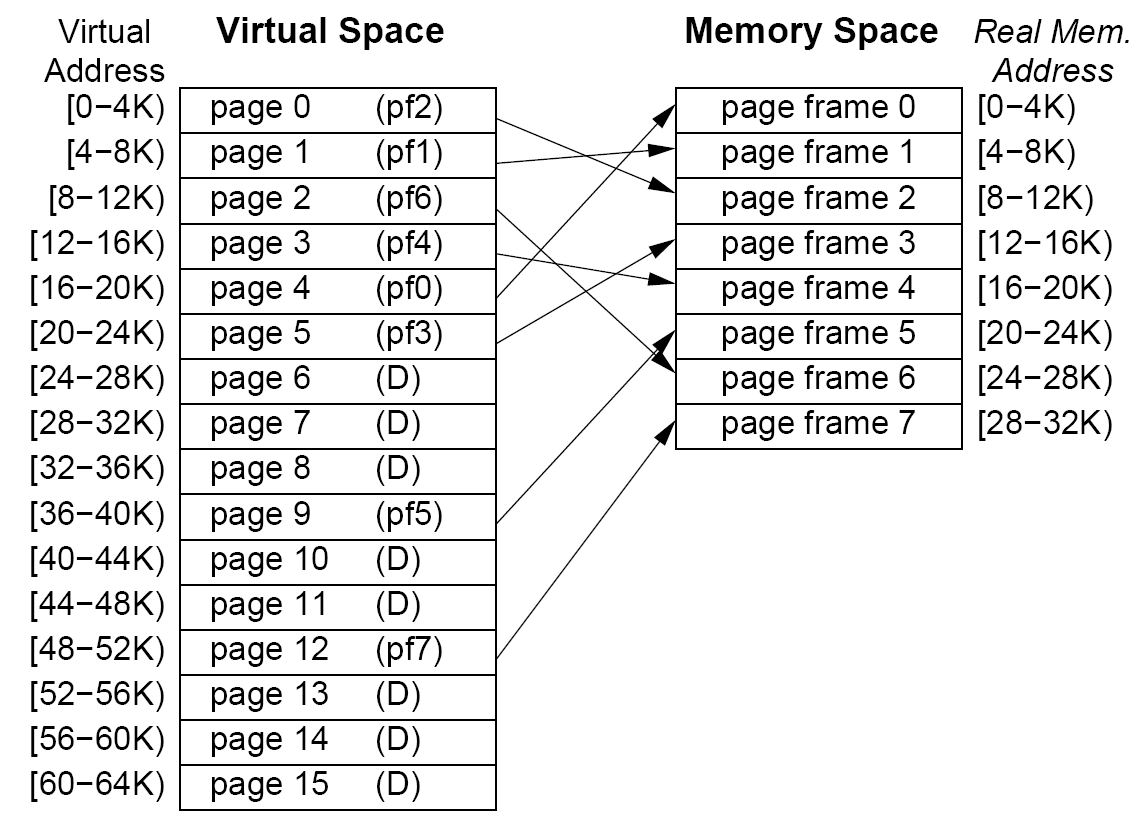 Virtual Space Memory Space
Virtual Address Real Mem. Address
[0−4K) page 0 (pf2) page frame 0 [0−4K)
[4−8K) page 1 (pf1) page frame 1 [4−8K)
[8−12K) page 2 (pf6) page frame 2 [8−12K)
[12−16K) page 3 (pf4) page frame 3 [12−16K)
[16−20K) page 4 (pf0) page frame 4 [16−20K)
[20−24K) page 5 (pf3) page frame 5 [20−24K)
[24−28K) page 6 (D) page frame 6 [24−28K)
[28−32K) page 7 (D) page frame 7 [28−32K)
[32−36K) page 8 (D)
[36−40K) page 9 (pf5)
[40−44K) page 10 (D)
[44−48K) page 11 (D)
[48−52K) page 12 (pf7)
[52−56K) page 13 (D)
[56−60K) page 14 (D)
[60−64K) page 15 (D)